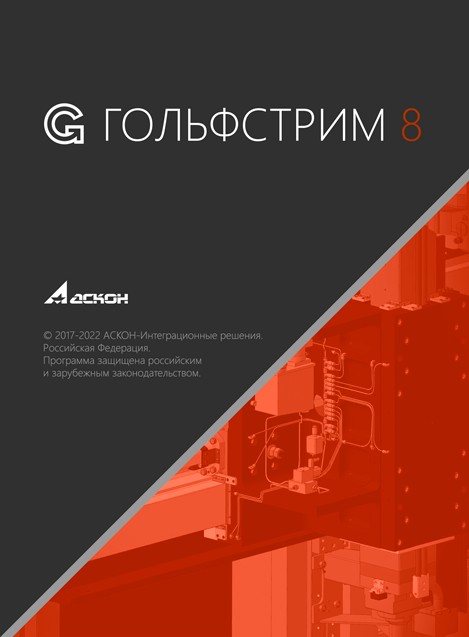 ГОЛЬФСТРИМ 8
АСКОН
© 2017-2022 АСКОН-Интеграционные решения.
Российская Федерация.
Программа защищена российским
и зарубежным законодательством.